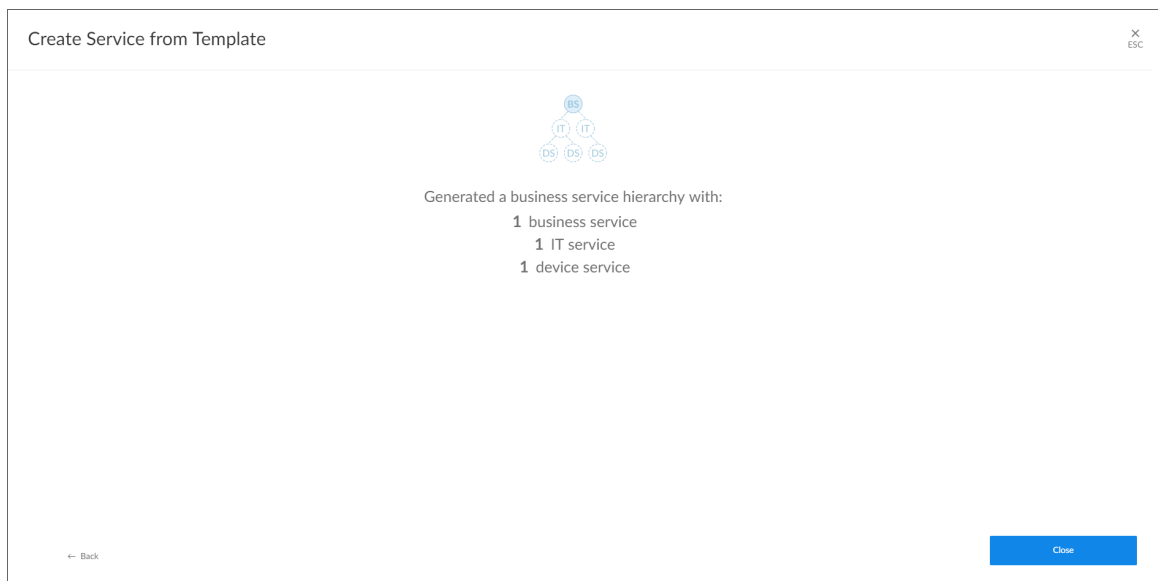 Create Service from Template
×
ESC
BS
IT IT
DS DS DS
Generated a business service hierarchy with:
1 business service
1 IT service
1 device service
← Back
Close